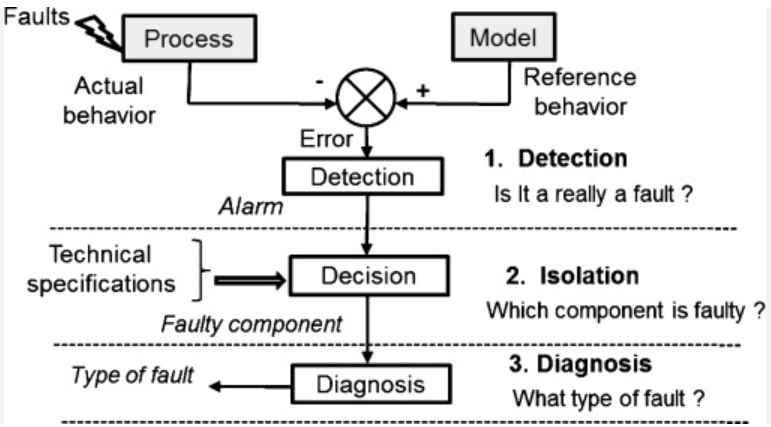 Faults
Process
Model
Actual
behavior
-
+
Reference
behavior
Error
Detection
1. Detection
Is It a really a fault ?
Alarm
Technical
specifications
Decision
2. Isolation
Which component is faulty ?
Faulty component
Type of fault
Diagnosis
3. Diagnosis
What type of fault ?